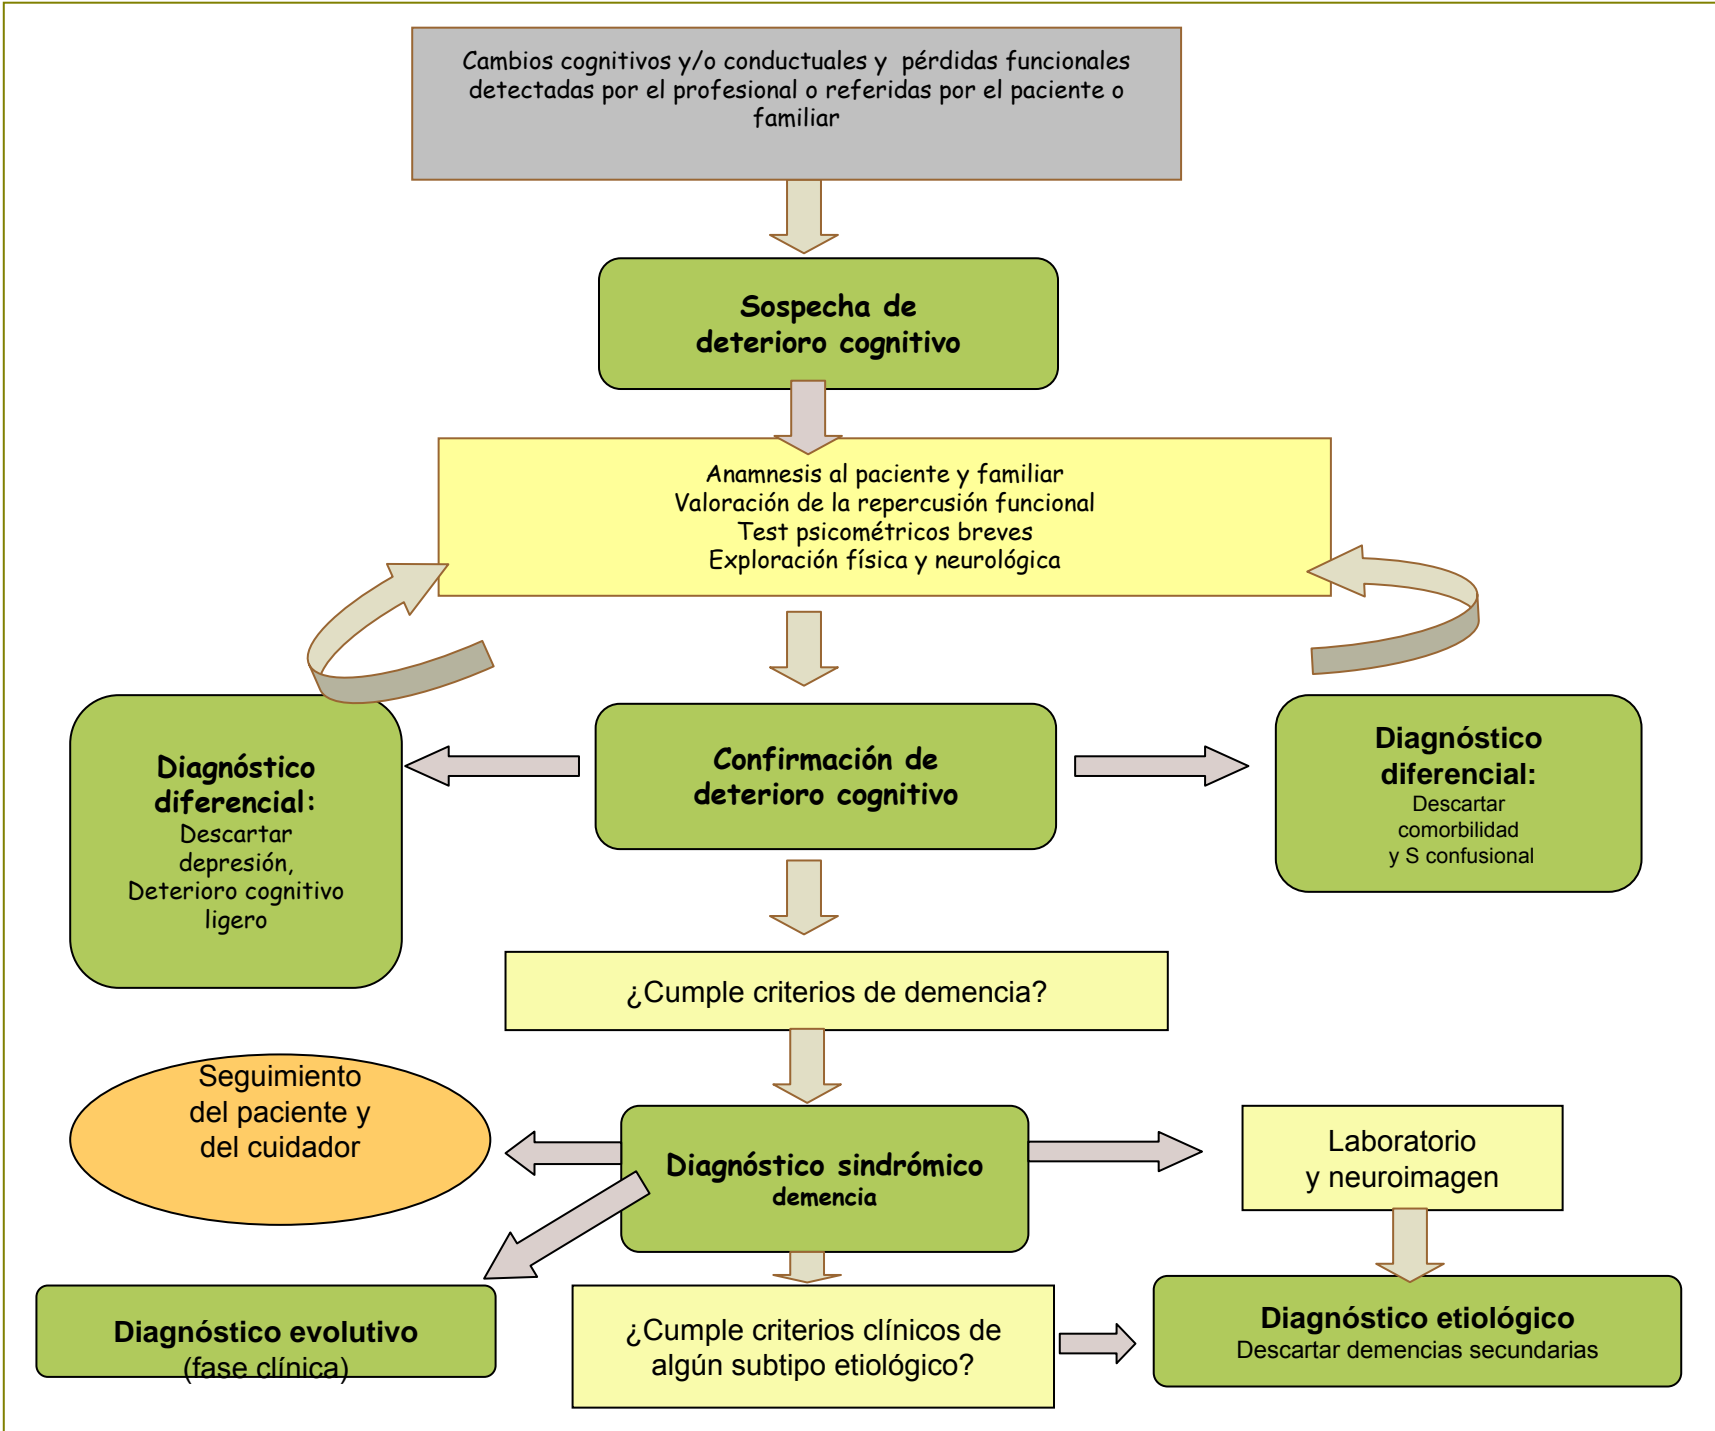 Cambios cognitivos y/o conductuales y pérdidas funcionales
detectadas por el profesional o referidas por el paciente o
familiar
Sospecha de
deterioro cognitivo
Anamnesis al paciente y familiar
Valoración de la repercusión funcional
Test psicométricos breves
Exploración física y neurológica
Diagnóstico
diferencial:
Descartar
depresión,
Deterioro cognitivo
ligero
Confirmación de
deterioro cognitivo
Diagnóstico
diferencial:
Descartar
comorbilidad
y S confusional
¿Cumple criterios de demencia?
Seguimiento
del paciente y
del cuidador
Diagnóstico sindrómico
demencia
Laboratorio
y neuroimagen
Diagnóstico evolutivo
(fase clínica)
¿Cumple criterios clínicos de
algún subtipo etiológico?
Diagnóstico etiológico
Descartar demencias secundarias